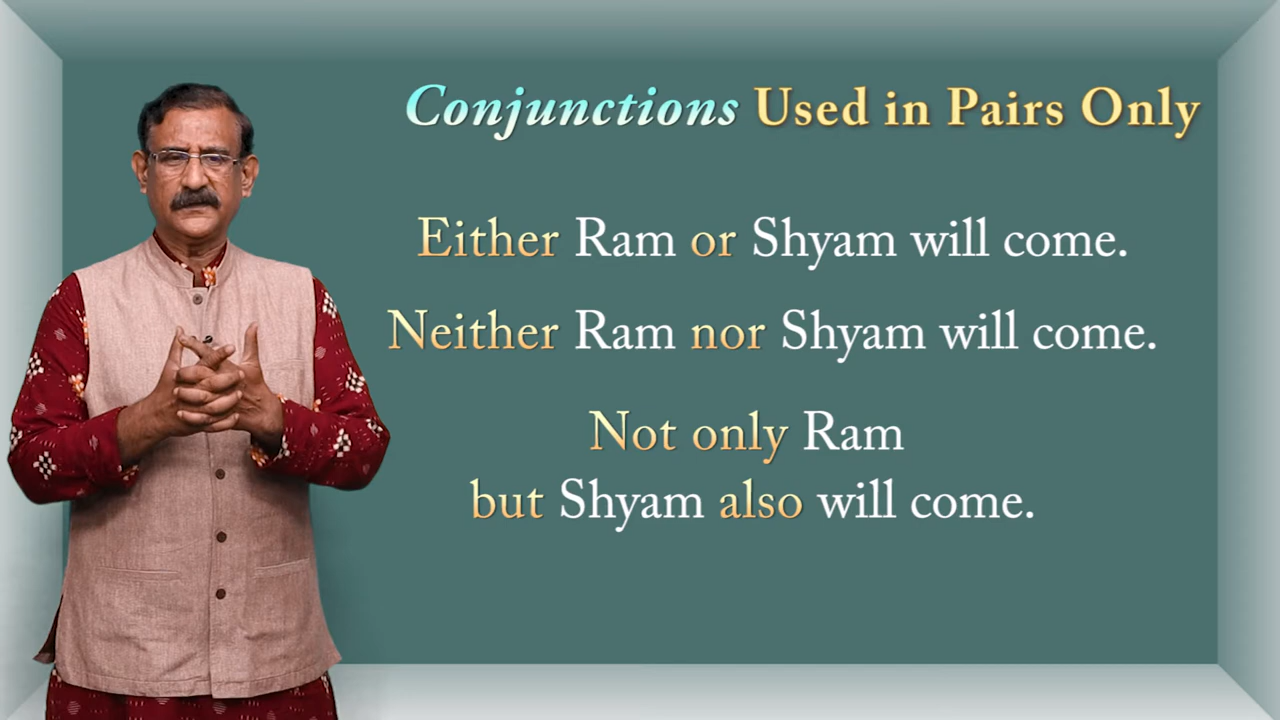 Conjunctions Used in Pairs Only
Either Ram or Shyam will come.
Neither Ram nor Shyam will come.
Not only Ram
but Shyam also will come.